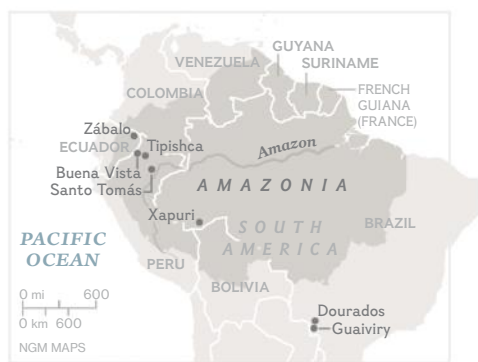 GUYANA
VENEZUELA
SURINAME
COLOMBIA
FRENCH
GUIANA
(FRANCE)
Zábalo
ECUADOR
Tipishca
Amazon
Buena Vista
Santo Tomás
AMAZONIA
Xapuri
SOUTH
AMERICA
BRAZIL
PACIFIC
OCEAN
PERU
BOLIVIA
0 mi 600
0 km 600
Dourados
Guaiviry
NGM MAPS